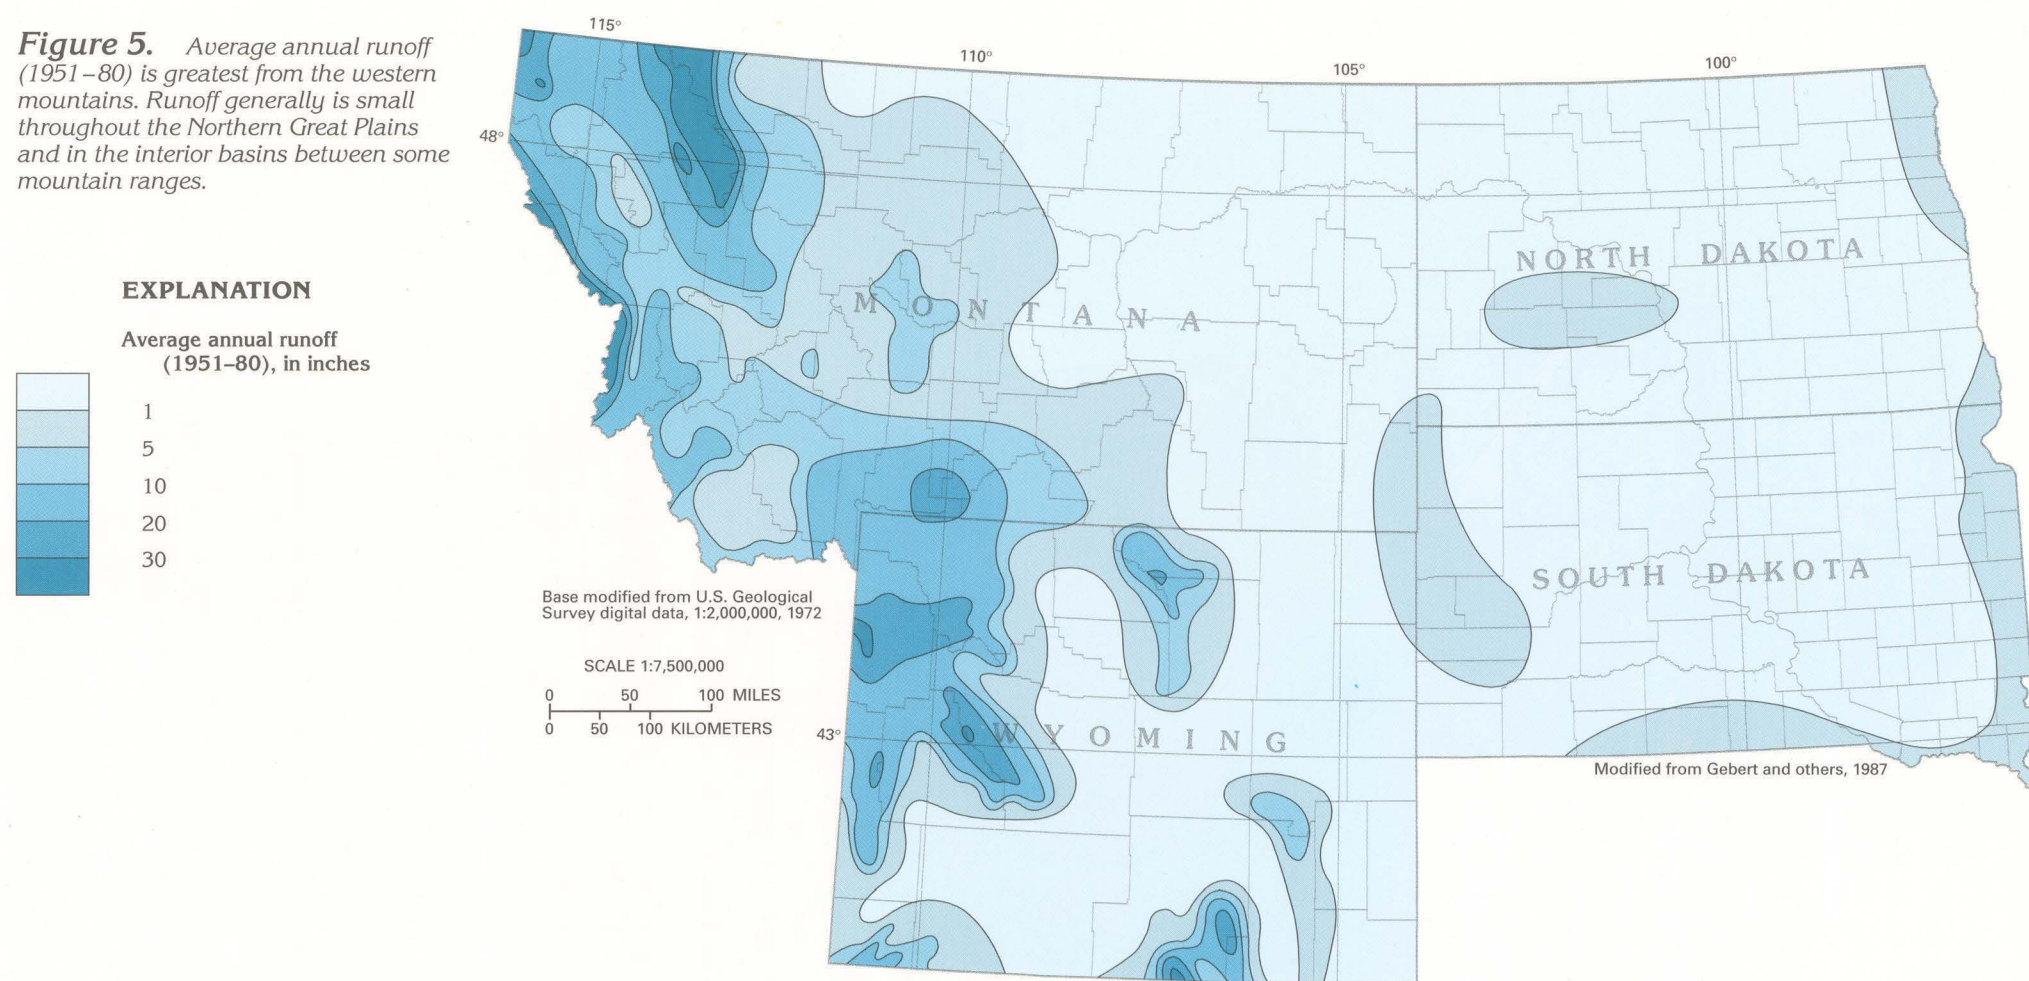 Figure 5. Average annual runoff
(1951–80) is greatest from the western
mountains. Runoff generally is small
throughout the Northern Great Plains
and in the interior basins between some
mountain ranges.
EXPLANATION
Average annual runoff
(1951–80), in inches
1
5
10
20
30
115°
110°
105°
100°
48°
43°
MONTANA
NORTH DAKOTA
SOUTH DAKOTA
WYOMING
Base modified from U.S. Geological
Survey digital data, 1:2,000,000, 1972
SCALE 1:7,500,000
0 50 100 MILES
0 50 100 KILOMETERS
Modified from Gebert and others, 1987